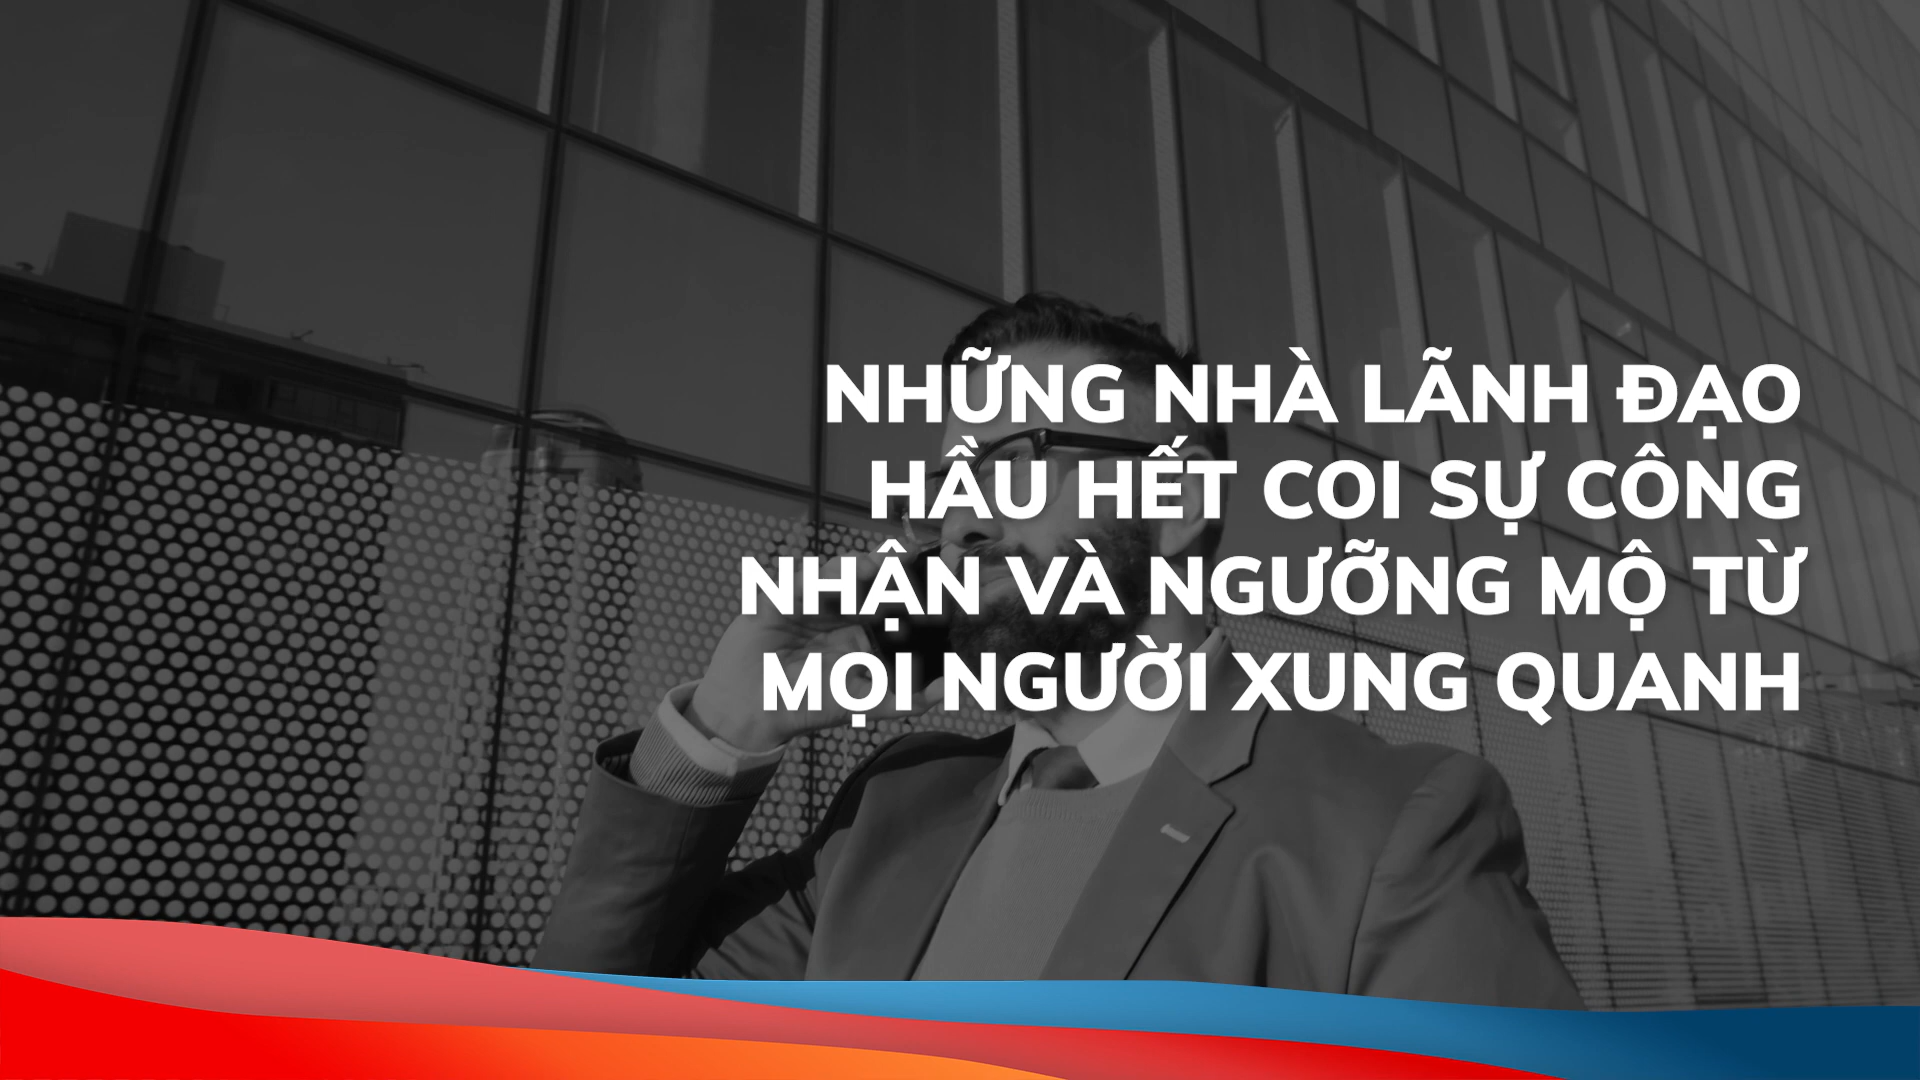 NHỮNG NHÀ LÃNH ĐẠO
HẦU HẾT COI SỰ CÔNG
NHẬN VÀ NGƯỠNG MỘ TỪ
MỌI NGƯỜI XUNG QUANH